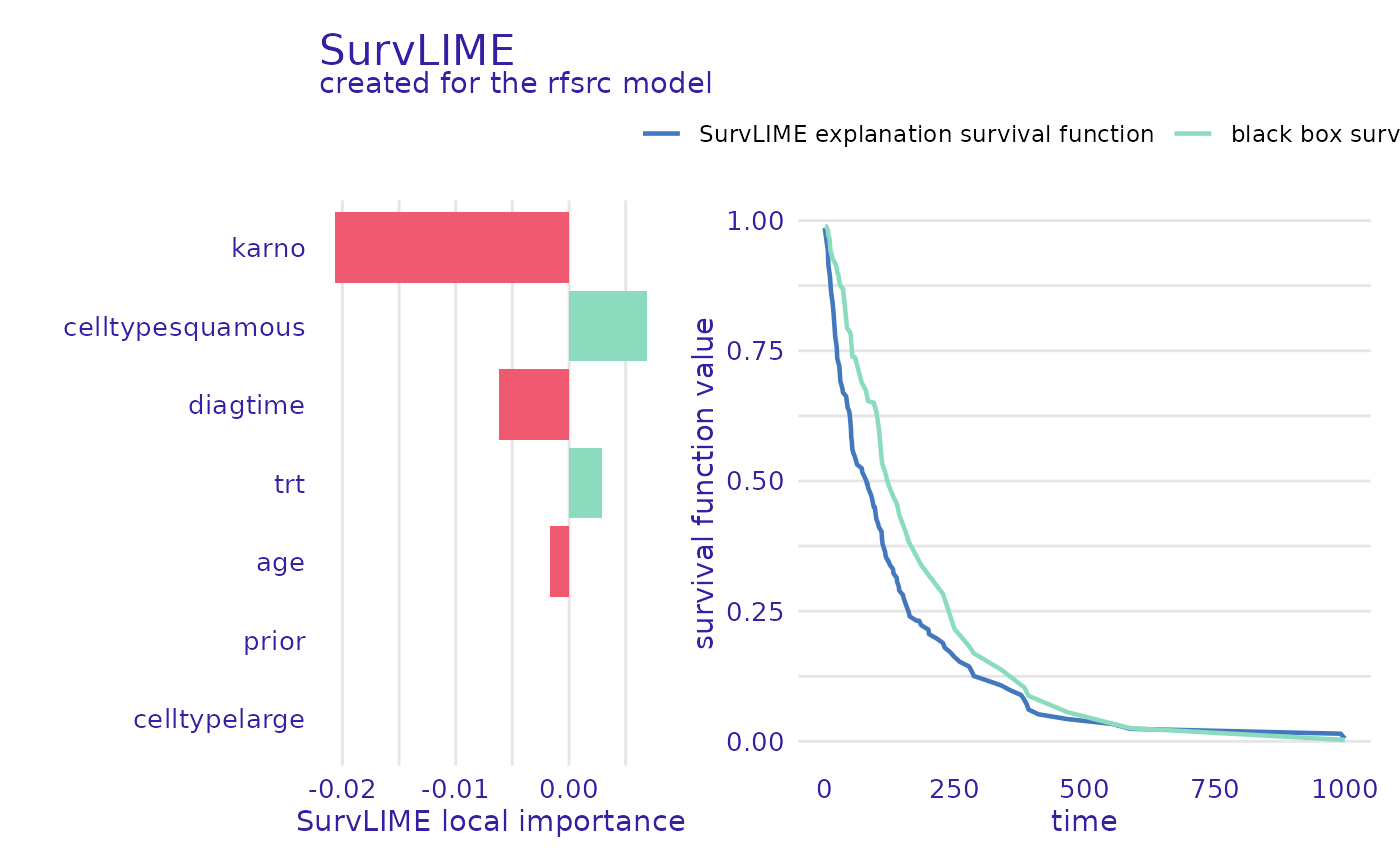 SurvLIME
created for the rfsrc model
SurvLIME explanation survival function
black box surv
karno
celltypesquamous
diagtime
trt
age
prior
celltypelarge
-0.02
-0.01
0.00
SurvLIME local importance
survival function value
1.00
0.75
0.50
0.25
0.00
0
250
500
750
1000
time